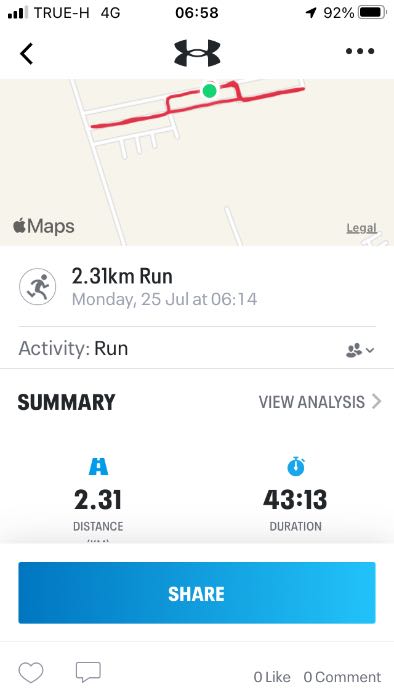 TRUE-H 4G 06:58 92%
Maps Legal
2.31km Run
Monday, 25 Jul at 06:14
Activity: Run
SUMMARY VIEW ANALYSIS
2.31 43:13
DISTANCE DURATION
SHARE
0 Like 0 Comment